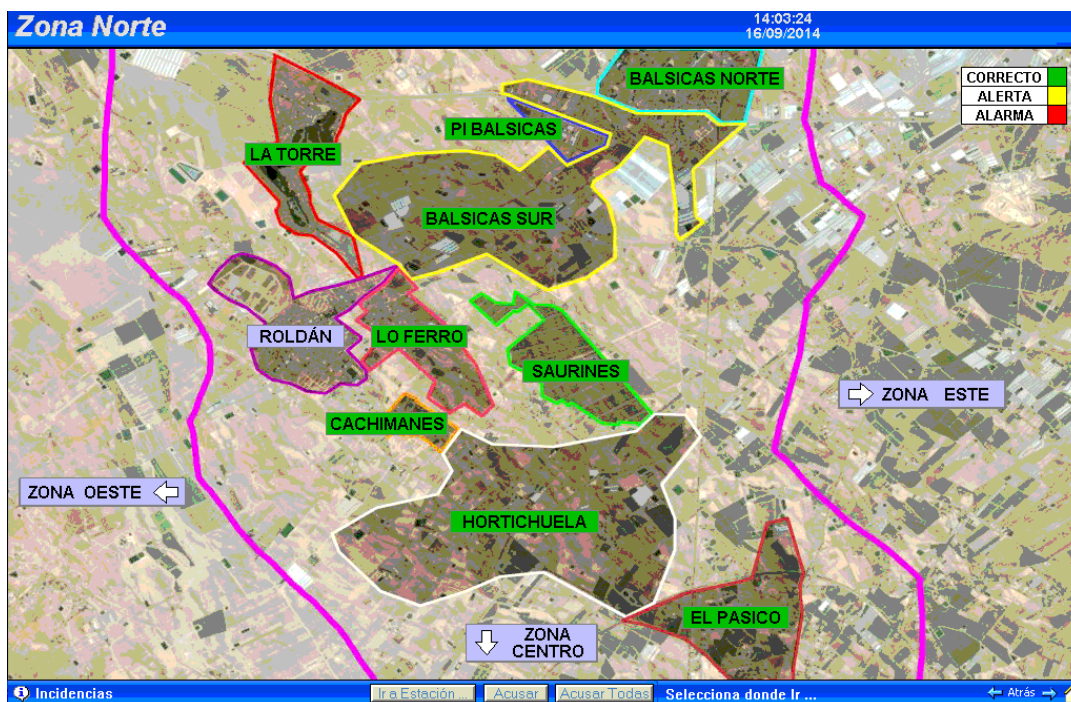 Zona Norte
14:03:24
16/09/2014
BALSICAS NORTE
CORRECTO
ALERTA
ALARMA
PI BALSICAS
LA TORRE
BALSICAS SUR
ROLDÁN
LO FERRO
SAURINES
ZONA ESTE
CACHIMANES
ZONA OESTE
HORTICHUELA
EL PASICO
ZONA
CENTRO
Incidencias
Ir a Estación ...
Acusar
Acusar Todas
Selecciona donde Ir ...
Atrás